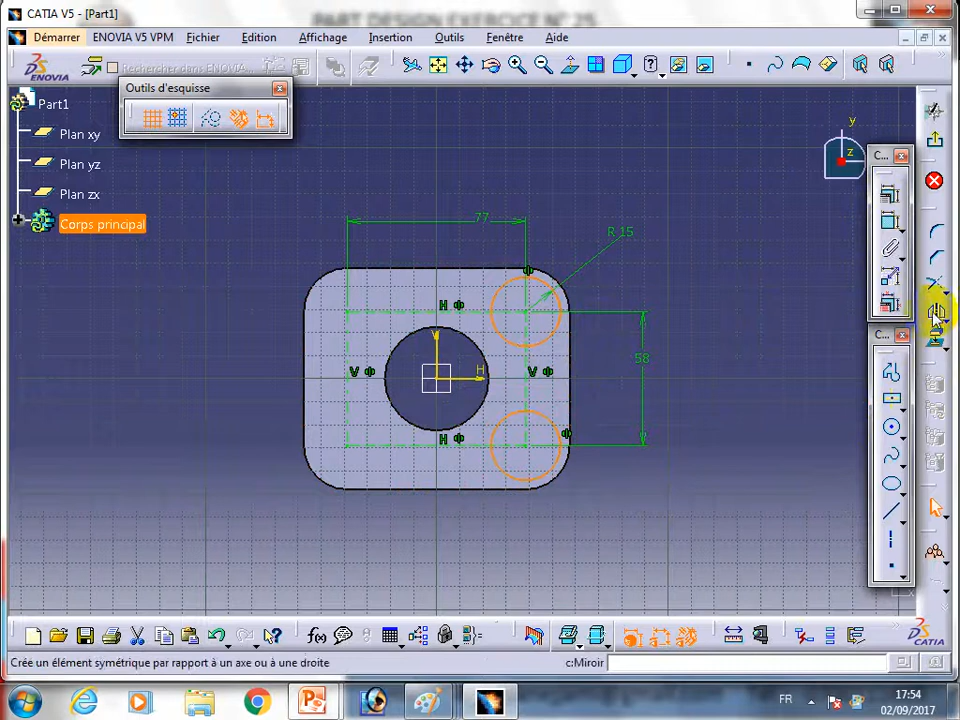 PART DESIGN EXERCICE N° 25
CATIA V5 - [Part1]
Démarrer ENOVIA V5 VPM Fichier Edition Affichage Insertion Outils Fenêtre Aide
ENOVIA
Rechercher dans ENOVIA...
Outils d'esquisse
Part1
Plan xy
Plan yz
Plan zx
Corps principal
y
z
C...
77
R 15
H
V
V
H
58
V
H
C...
CATIA
Crée un élément symétrique par rapport à un axe ou à une droite
c:Miroir
FR
17:54
02/09/2017